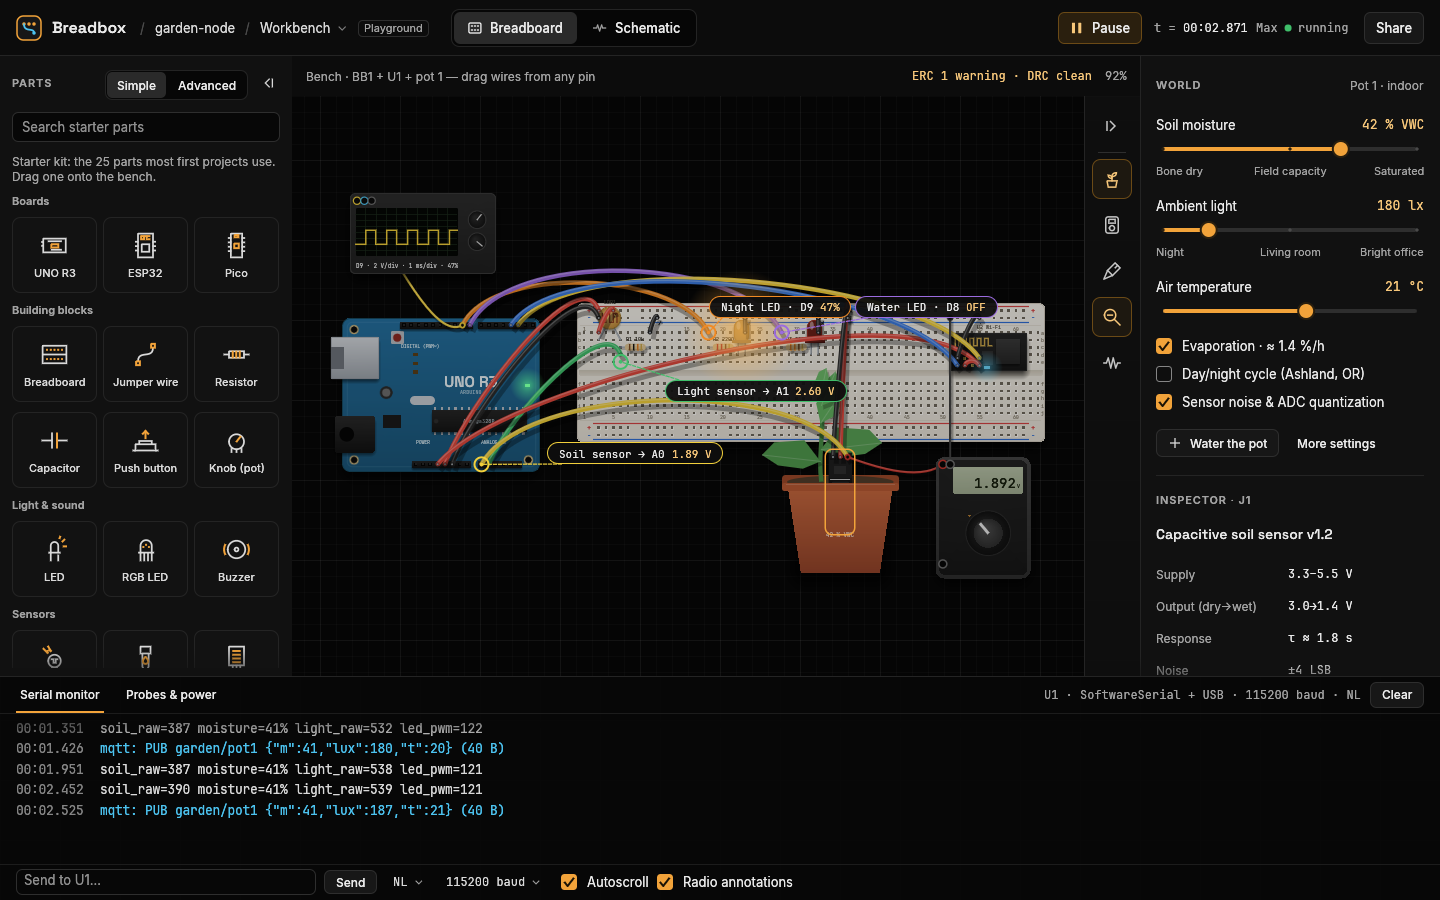 Breadbox / garden-node / Workbench Playground
Breadboard Schematic
Pause t = 00:02.871 Max running Share
PARTS Simple Advanced
Search starter parts
Starter kit: the 25 parts most first projects use.
Drag one onto the bench.
Boards
UNO R3 ESP32 Pico
Building blocks
Breadboard Jumper wire Resistor
Capacitor Push button Knob (pot)
Light & sound
LED RGB LED Buzzer
Sensors
Bench · BB1 + U1 + pot 1 — drag wires from any pin
ERC 1 warning · DRC clean 92%
D9 · 2 V/div · 1 ms/div · 47%
Night LED · D9 47%
Water LED · D8 OFF
DIGITAL (PWM~)
UNO R3
POWER
Light sensor → A1 2.60 V
Soil sensor → A0 1.89 V
42 % VWC
1.892
WORLD Pot 1 · indoor
Soil moisture 42 % VWC
Bone dry Field capacity Saturated
Ambient light 180 lx
Night Living room Bright office
Air temperature 21 °C
Evaporation · ≈ 1.4 %/h
Day/night cycle (Ashland, OR)
Sensor noise & ADC quantization
Water the pot More settings
INSPECTOR · J1
Capacitive soil sensor v1.2
Supply 3.3–5.5 V
Output (dry→wet) 3.0→1.4 V
Response τ ≈ 1.8 s
Noise ±4 LSB
Serial monitor Probes & power
U1 · SoftwareSerial + USB · 115200 baud · NL Clear
00:01.351 soil_raw=387 moisture=41% light_raw=532 led_pwm=122
00:01.426 mqtt: PUB garden/pot1 {"m":41,"lux":180,"t":20} (40 B)
00:01.951 soil_raw=387 moisture=41% light_raw=538 led_pwm=121
00:02.452 soil_raw=390 moisture=41% light_raw=539 led_pwm=121
00:02.525 mqtt: PUB garden/pot1 {"m":41,"lux":187,"t":21} (40 B)
Send to U1... Send NL 115200 baud Autoscroll Radio annotations